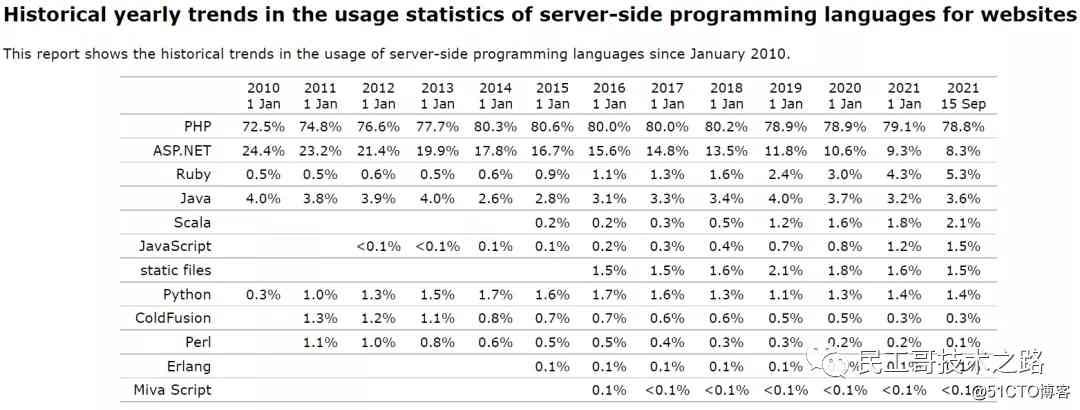 Historical yearly trends in the usage statistics of server-side programming languages for websites
This report shows the historical trends in the usage of server-side programming languages since January 2010.
2010 2011 2012 2013 2014 2015 2016 2017 2018 2019 2020 2021 2021
1 Jan 1 Jan 1 Jan 1 Jan 1 Jan 1 Jan 1 Jan 1 Jan 1 Jan 1 Jan 1 Jan 1 Jan 15 Sep
PHP 72.5% 74.8% 76.6% 77.7% 80.3% 80.6% 80.0% 80.0% 80.2% 78.9% 78.9% 79.1% 78.8%
ASP.NET 24.4% 23.2% 21.4% 19.9% 17.8% 16.7% 15.6% 14.8% 13.5% 11.8% 10.6% 9.3% 8.3%
Ruby 0.5% 0.5% 0.6% 0.5% 0.6% 0.9% 1.1% 1.3% 1.6% 2.4% 3.0% 4.3% 5.3%
Java 4.0% 3.8% 3.9% 4.0% 2.6% 2.8% 3.1% 3.3% 3.4% 4.0% 3.7% 3.2% 3.6%
Scala 0.2% 0.2% 0.3% 0.5% 1.2% 1.6% 1.8% 2.1%
JavaScript <0.1% <0.1% 0.1% 0.1% 0.2% 0.3% 0.4% 0.7% 0.8% 1.2% 1.5%
static files 1.5% 1.5% 1.6% 2.1% 1.8% 1.6% 1.5%
Python 0.3% 1.0% 1.3% 1.5% 1.7% 1.6% 1.7% 1.6% 1.3% 1.1% 1.3% 1.4% 1.4%
ColdFusion 1.3% 1.2% 1.1% 0.8% 0.7% 0.7% 0.6% 0.6% 0.5% 0.5% 0.3% 0.3%
Perl 1.1% 1.0% 0.8% 0.6% 0.5% 0.5% 0.4% 0.3% 0.3% 0.2% 0.2% 0.1%
Erlang 0.1% 0.1% 0.1% 0.1% 0.1%
民工哥技术之路
Miva Script 0.1% <0.1% <0.1% <0.1% <0.1% <0.1% <0.1%
@51CTO博客